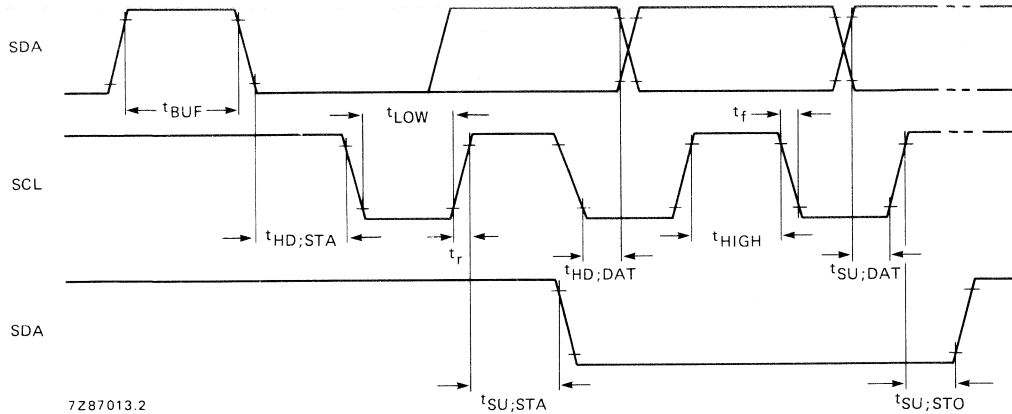 SDA
tBUF
tLOW
tf
SCL
tHD;STA
tr
tHD;DAT
tHIGH
tSU;DAT
SDA
tSU;STA
tSU;STO
7Z87013.2